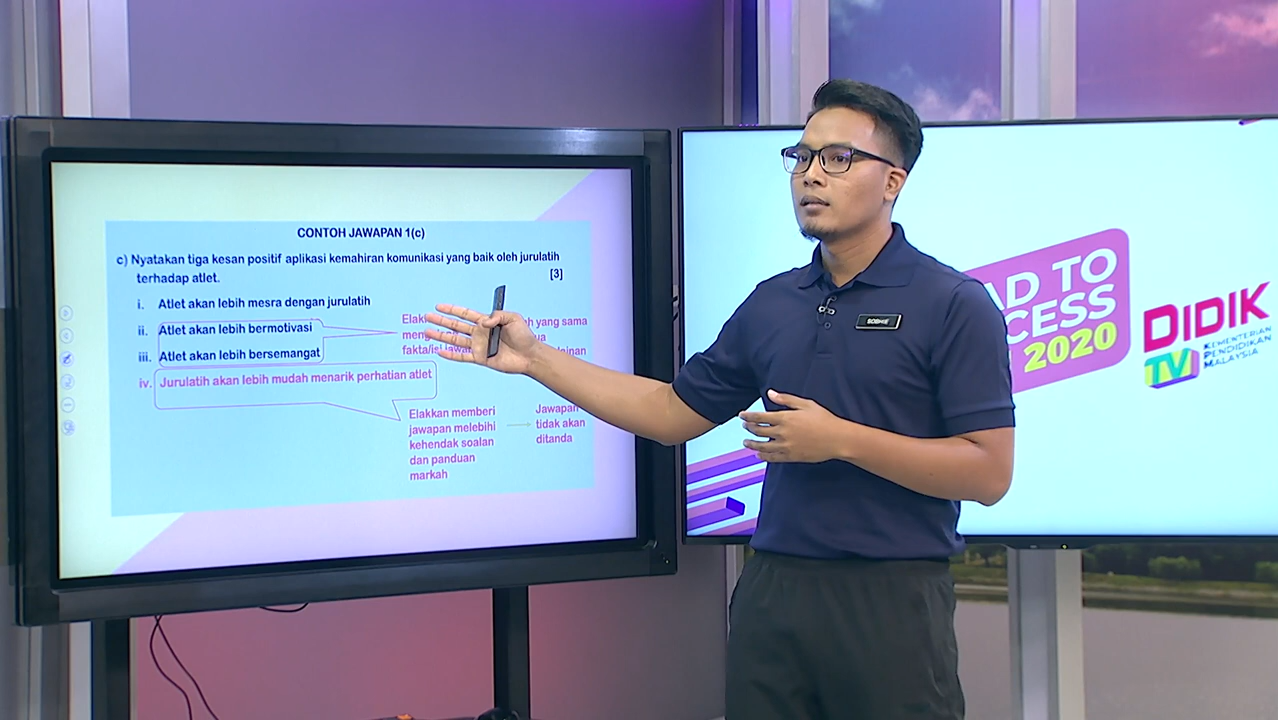 CONTOH JAWAPAN 1(c)
c) Nyatakan tiga kesan positif aplikasi kemahiran komunikasi yang baik oleh jurulatih
terhadap atlet.
[3]
i. Atlet akan lebih mesra dengan jurulatih
ii. Atlet akan lebih bermotivasi
iii. Atlet akan lebih bersemangat
iv. Jurulatih akan lebih mudah menarik perhatian atlet
yang sama
Elakkan memberi
jawapan melebihi
kehendak soalan
dan panduan
markah
Jawapan
tidak akan
ditanda
SOBHIE
TO
2020
DIDIK
TV
KEMENTERIAN
PENDIDIKAN
MALAYSIA